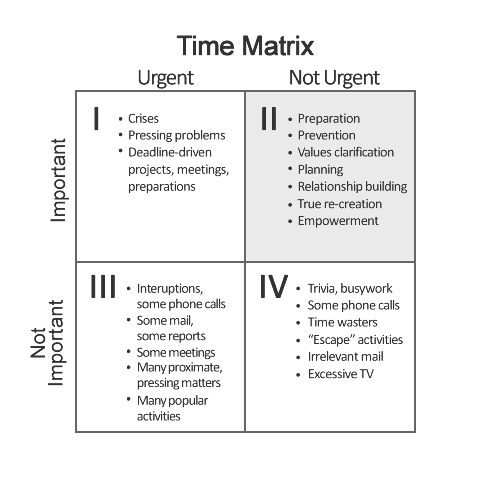 Time Matrix
Urgent
Not Urgent
Important
I
• Crises
• Pressing problems
• Deadline-driven
projects, meetings,
preparations
II
• Preparation
• Prevention
• Values clarification
• Planning
• Relationship building
• True re-creation
• Empowerment
Not
Important
III
• Interuptions,
some phone calls
• Some mail,
some reports
• Some meetings
• Many proximate,
pressing matters
• Many popular
activities
IV
• Trivia, busywork
• Some phone calls
• Time wasters
• “Escape” activities
• Irrelevant mail
• Excessive TV